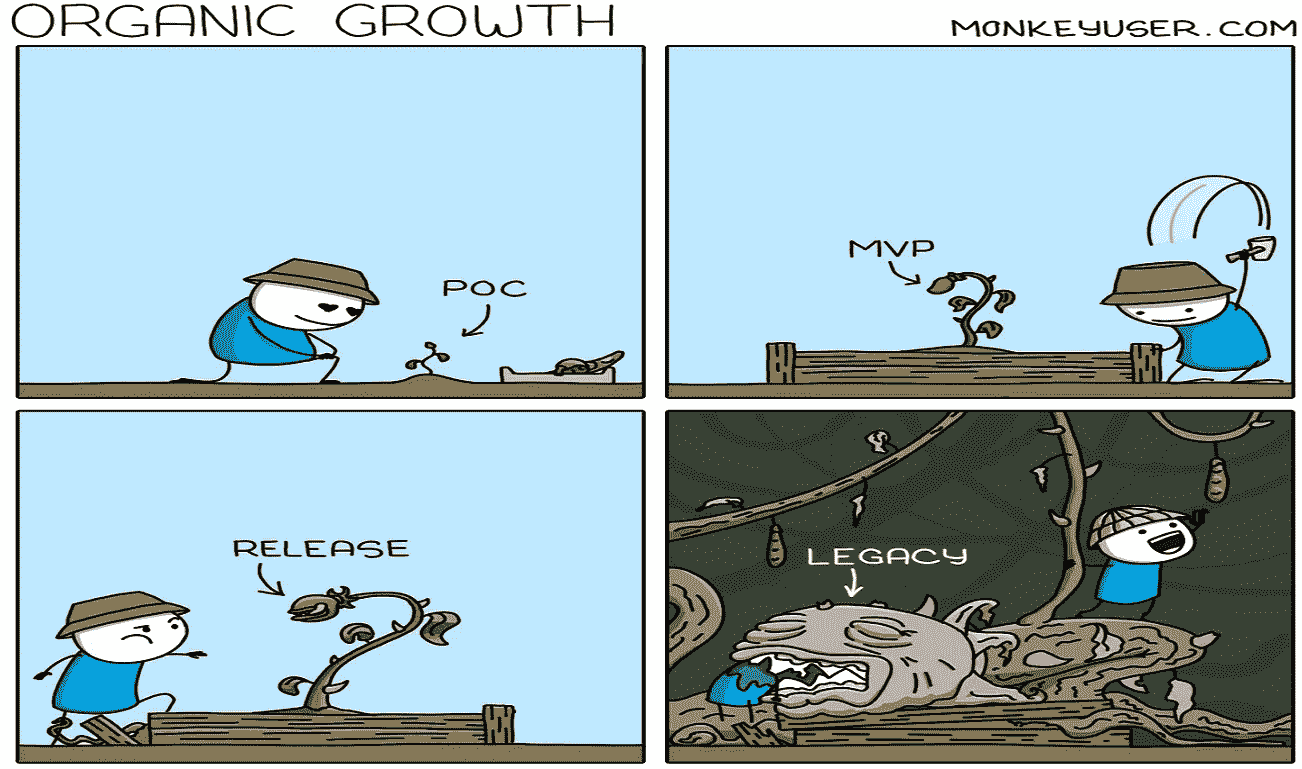 ORGANIC GROWTH
MONKEYUSER.COM
POC
MVP
RELEASE
LEGACY